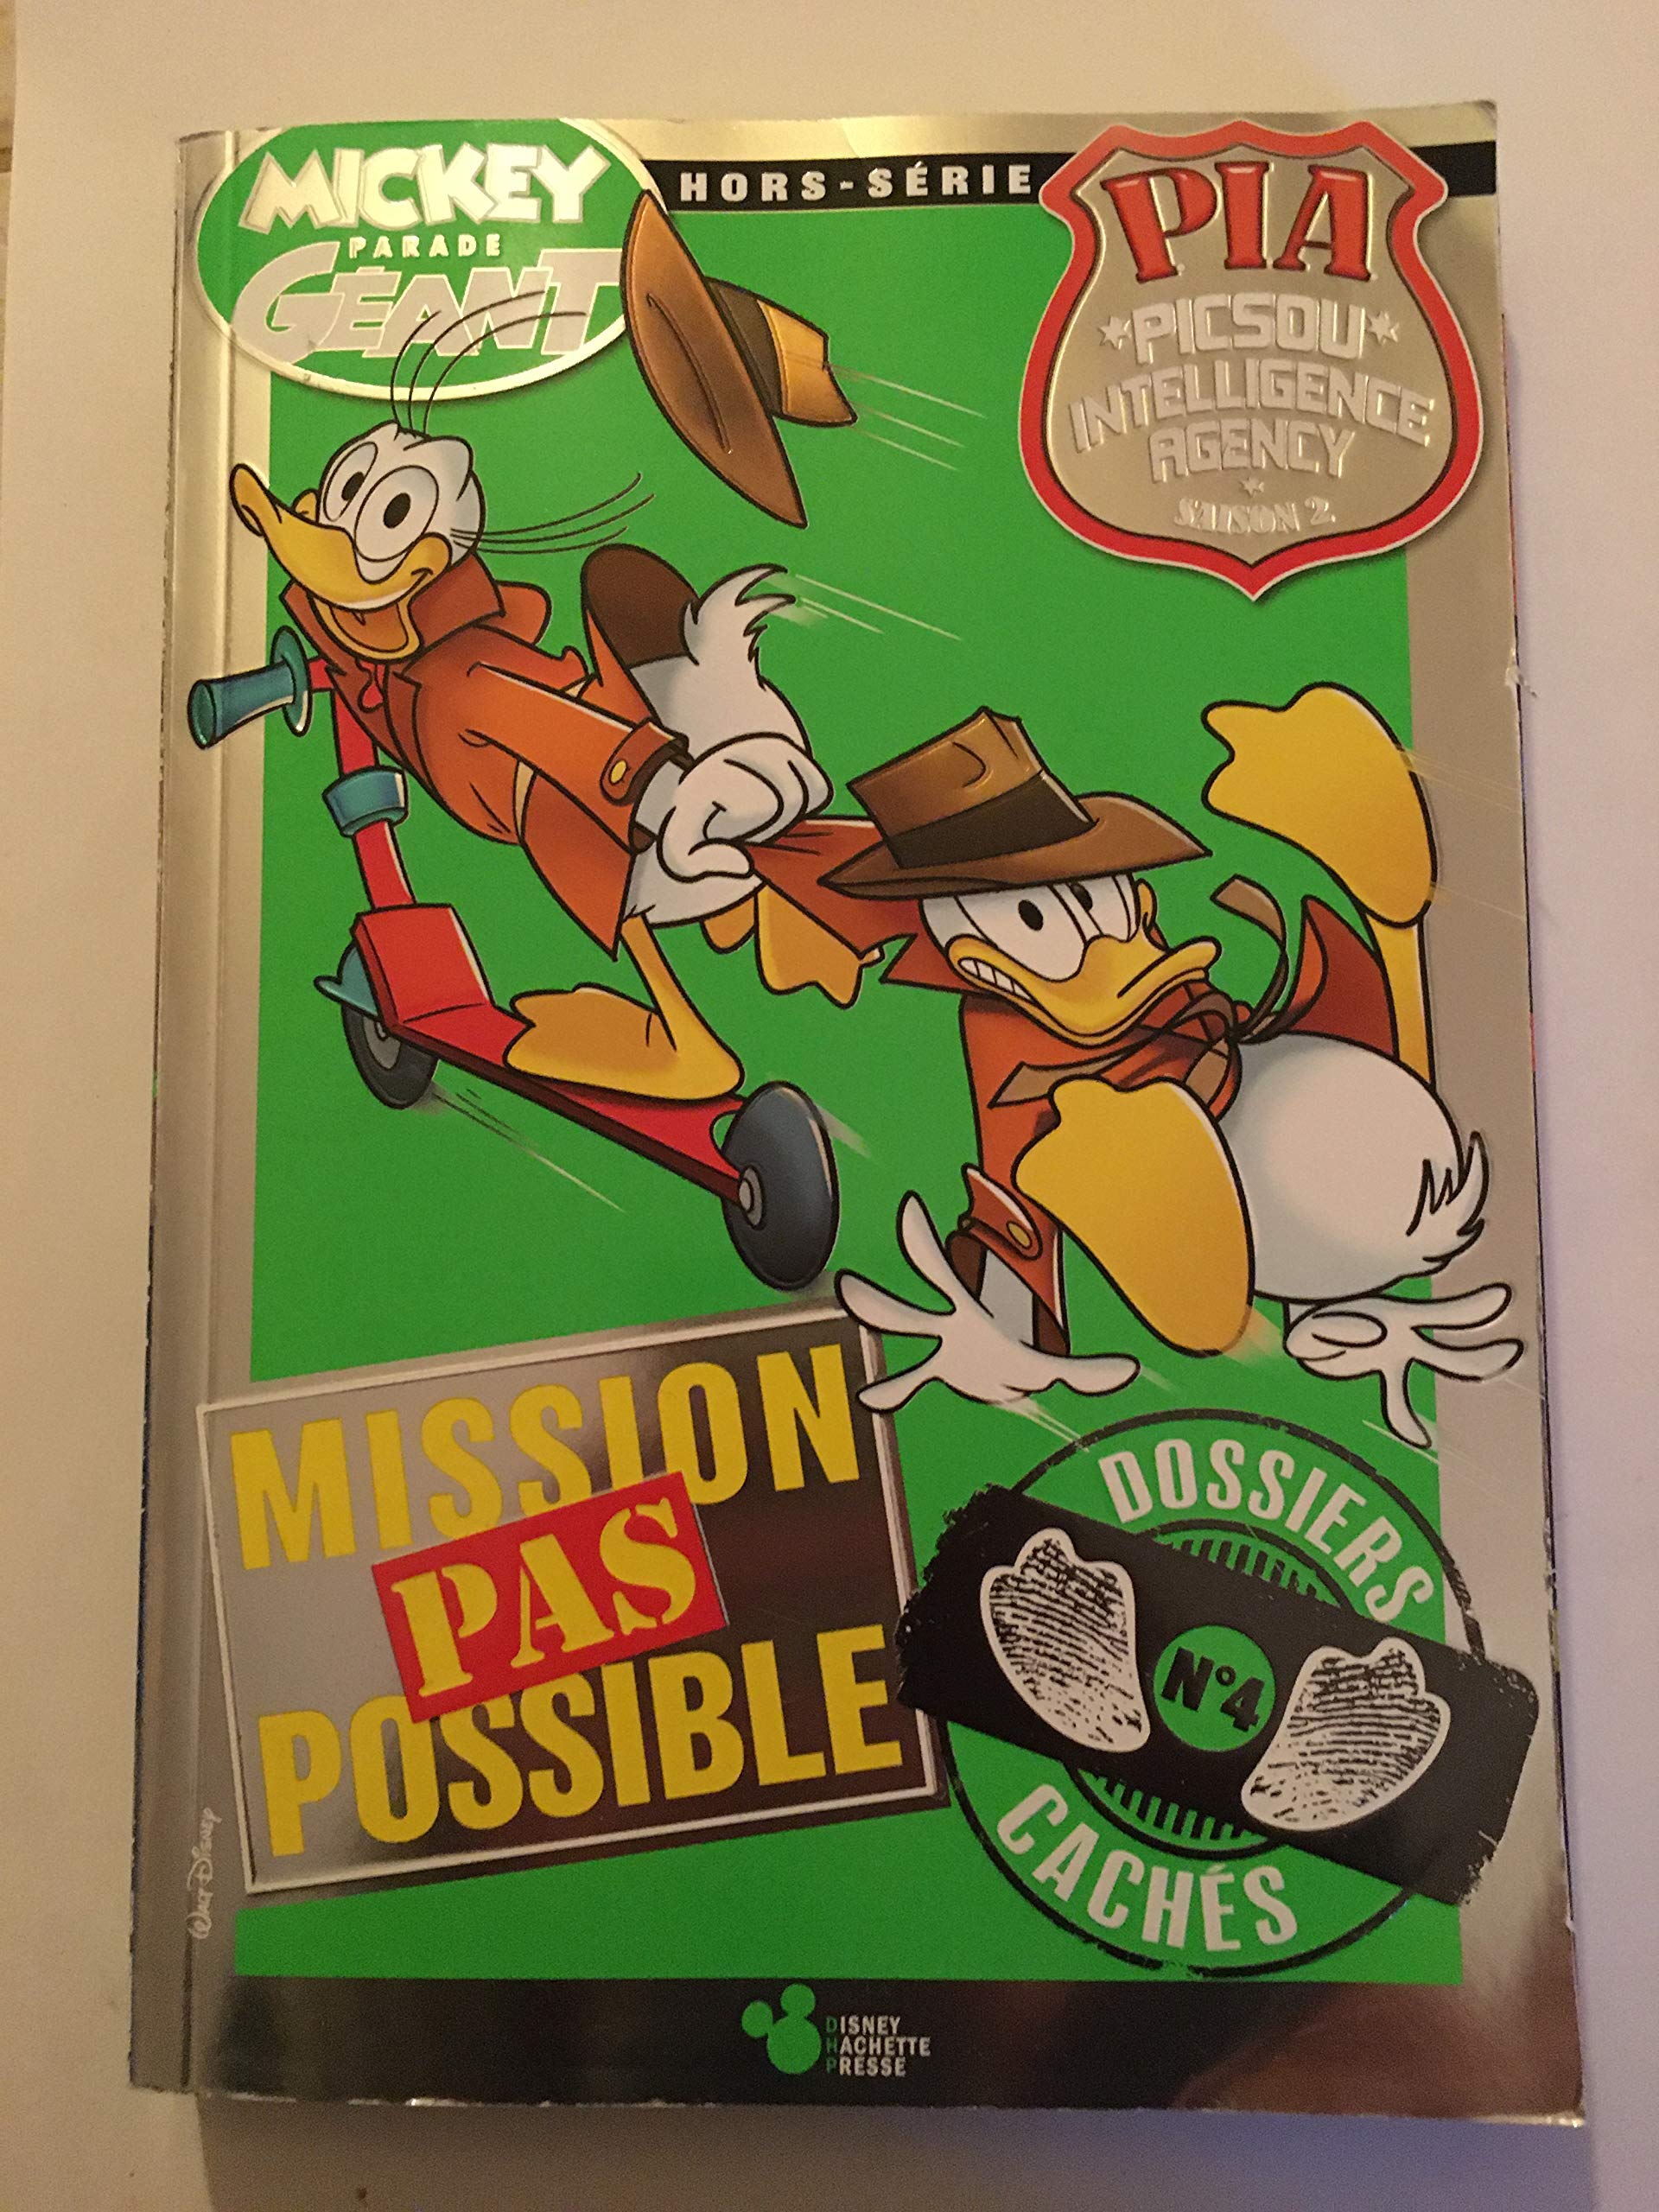 MICKEY
PARADE
GÉANT
HORS-SÉRIE
PIA
PICSOU
INTELLIGENCE
AGENCY
SAISON 2
MISSION
PAS
POSSIBLE
DOSSIERS
N°4
CACHÉS
WALT DISNEY
DISNEY
HACHETTE
PRESSE